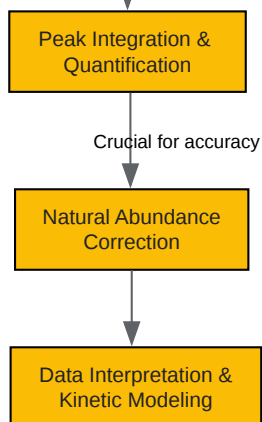 Peak Integration &
Quantification
Crucial for accuracy
Natural Abundance
Correction
Data Interpretation &
Kinetic Modeling